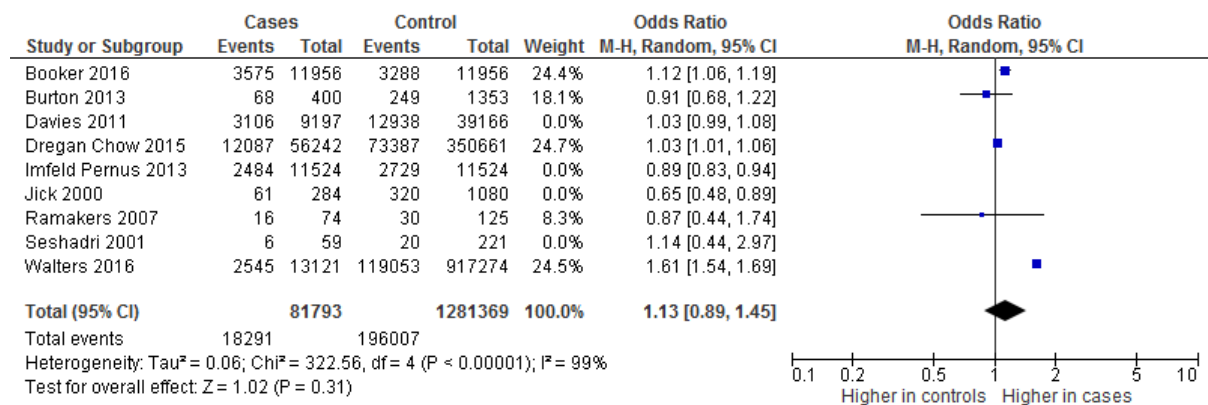 Cases Control Odds Ratio Odds Ratio
Study or Subgroup Events Total Events Total Weight M-H, Random, 95% CI M-H, Random, 95% CI
Booker 2016 3575 11956 3288 11956 24.4% 1.12 [1.06, 1.19]
Burton 2013 68 400 249 1353 18.1% 0.91 [0.68, 1.22]
Davies 2011 3106 9197 12938 39166 0.0% 1.03 [0.99, 1.08]
Dregan Chow 2015 12087 56242 73387 350661 24.7% 1.03 [1.01, 1.06]
Imfeld Pernus 2013 2484 11524 2729 11524 0.0% 0.89 [0.83, 0.94]
Jick 2000 61 284 320 1080 0.0% 0.65 [0.48, 0.89]
Ramakers 2007 16 74 30 125 8.3% 0.87 [0.44, 1.74]
Seshadri 2001 6 59 20 221 0.0% 1.14 [0.44, 2.97]
Walters 2016 2545 13121 119053 917274 24.5% 1.61 [1.54, 1.69]
Total (95% CI) 81793 1281369 100.0% 1.13 [0.89, 1.45]
Total events 18291 196007
Heterogeneity: Tau² = 0.06; Chi² = 322.56, df = 4 (P < 0.00001); I² = 99%
Test for overall effect: Z = 1.02 (P = 0.31)
0.1 0.2 0.5 1 2 5 10
Higher in controls Higher in cases